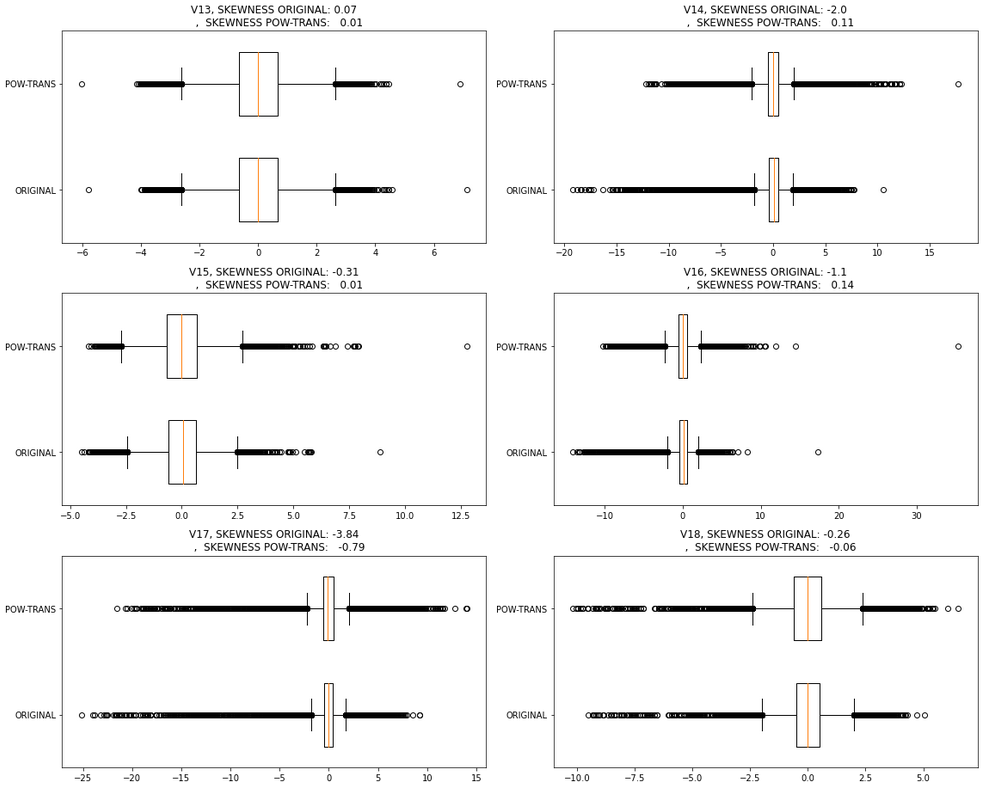 V13, SKEWNESS ORIGINAL: 0.07
, SKEWNESS POW-TRANS: 0.01
POW-TRANS
ORIGINAL
−6 −4 −2 0 2 4 6
V14, SKEWNESS ORIGINAL: -2.0
, SKEWNESS POW-TRANS: 0.11
POW-TRANS
ORIGINAL
−20 −15 −10 −5 0 5 10 15
V15, SKEWNESS ORIGINAL: -0.31
, SKEWNESS POW-TRANS: 0.01
POW-TRANS
ORIGINAL
−5.0 −2.5 0.0 2.5 5.0 7.5 10.0 12.5
V16, SKEWNESS ORIGINAL: -1.1
, SKEWNESS POW-TRANS: 0.14
POW-TRANS
ORIGINAL
−10 0 10 20 30
V17, SKEWNESS ORIGINAL: -3.84
, SKEWNESS POW-TRANS: -0.79
POW-TRANS
ORIGINAL
−25 −20 −15 −10 −5 0 5 10 15
V18, SKEWNESS ORIGINAL: -0.26
, SKEWNESS POW-TRANS: -0.06
POW-TRANS
ORIGINAL
−10.0 −7.5 −5.0 −2.5 0.0 2.5 5.0